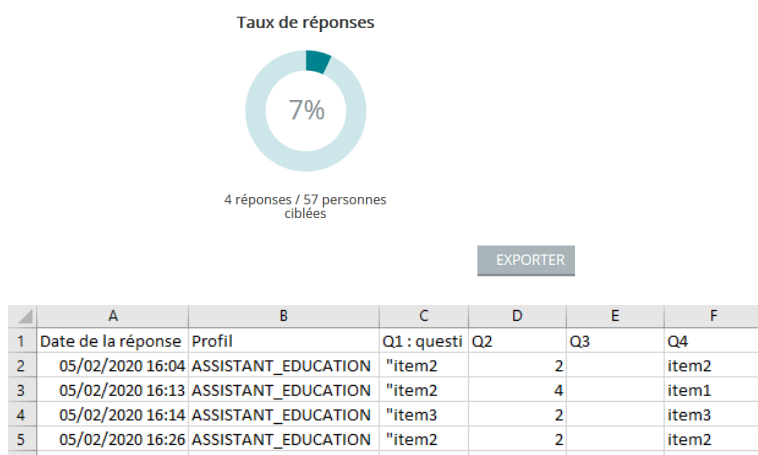 Taux de réponses
7%
4 réponses / 57 personnes
ciblées
EXPORTER
A B C D E F
1 Date de la réponse Profil Q1 : questi Q2 Q3 Q4
2 05/02/2020 16:04 ASSISTANT_EDUCATION "item2 2 item2
3 05/02/2020 16:13 ASSISTANT_EDUCATION "item2 4 item1
4 05/02/2020 16:14 ASSISTANT_EDUCATION "item3 2 item3
5 05/02/2020 16:26 ASSISTANT_EDUCATION "item2 2 item2